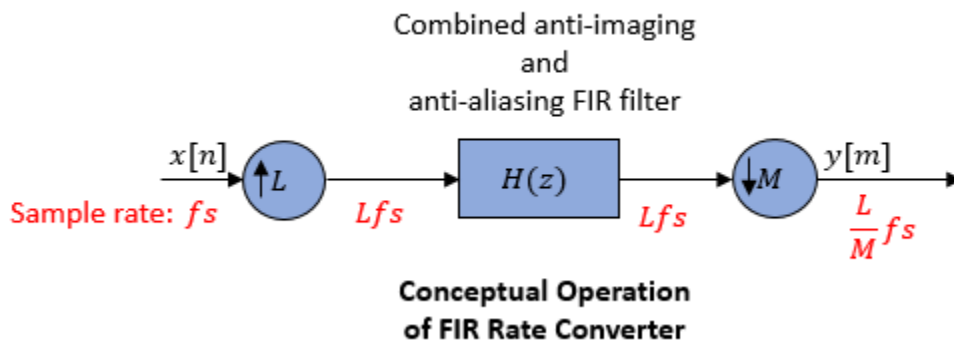 Combined anti-imaging
and
anti-aliasing FIR filter
x[n]
↑L
H(z)
↓M
y[m]
Sample rate: fs
Lfs
Lfs
L/M fs
Conceptual Operation
of FIR Rate Converter